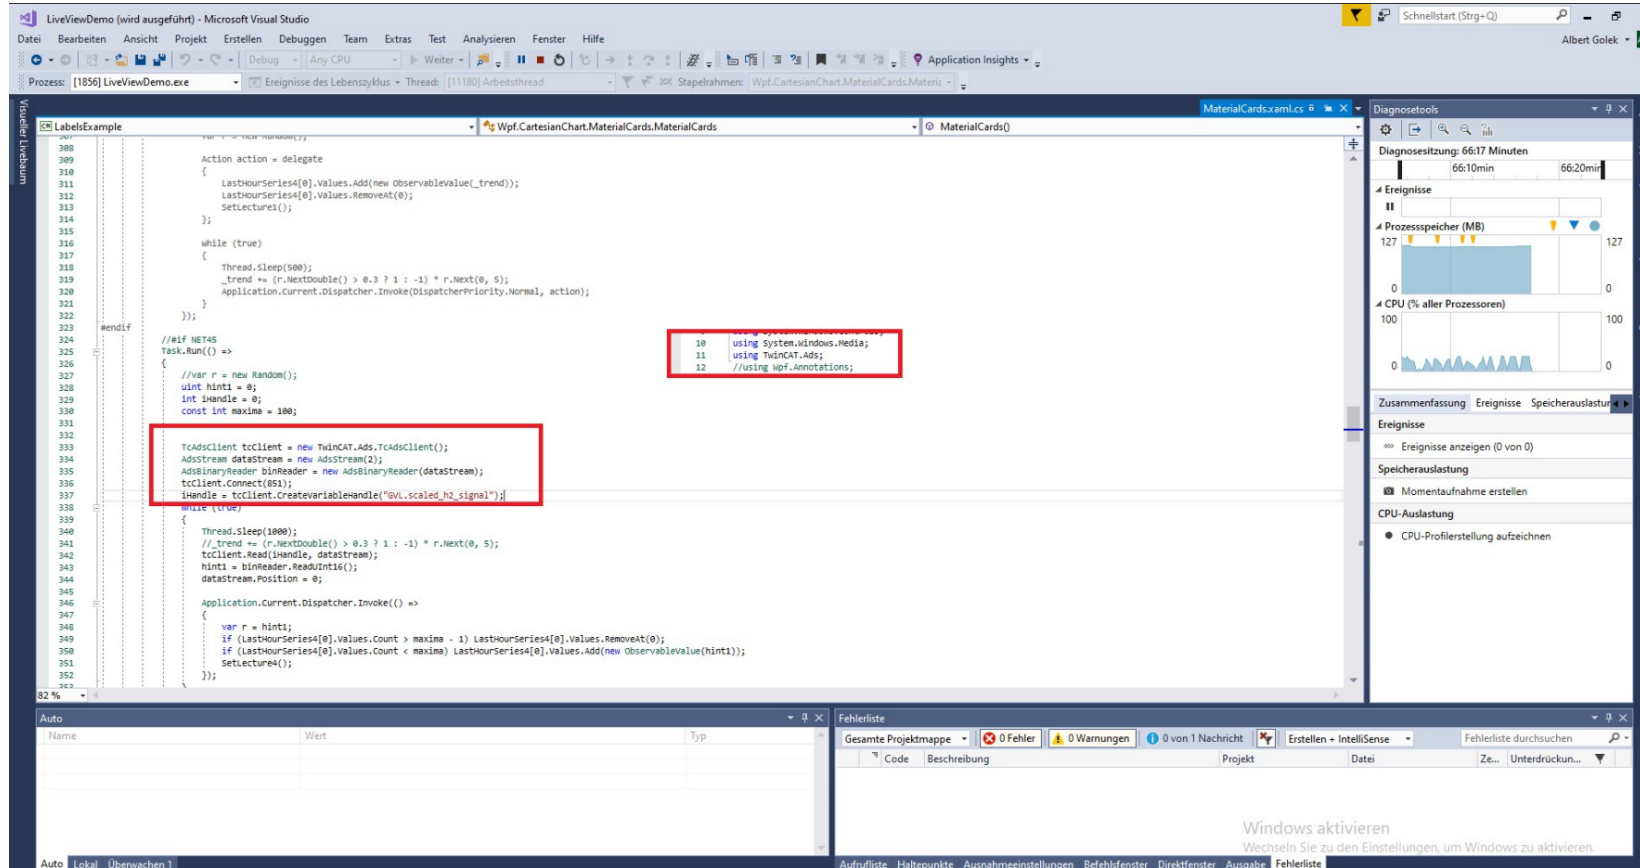 LiveViewDemo (wird ausgeführt) - Microsoft Visual Studio
Schnellstart (Strg+Q)
Datei Bearbeiten Ansicht Projekt Erstellen Debuggen Team Extras Test Analysieren Fenster Hilfe
Albert Golek
Debug Any CPU Weiter Application Insights
Prozess: [1856] LiveViewDemo.exe Ereignisse des Lebenszyklus Thread: [11180] Arbeitsthread Stapelrahmen: Wpf.CartesianChart.MaterialCards.Materia
Visueller Livebaum
MaterialCards.xaml.cs
LabelsExample Wpf.CartesianChart.MaterialCards.MaterialCards MaterialCards()
307 var r = new Random();
308
309 Action action = delegate
310 {
311 LastHourSeries4[0].Values.Add(new ObservableValue(_trend));
312 LastHourSeries4[0].Values.RemoveAt(0);
313 SetLecture1();
314 };
315
316 while (true)
317 {
318 Thread.Sleep(500);
319 _trend += (r.NextDouble() > 0.3 ? 1 : -1) * r.Next(0, 5);
320 Application.Current.Dispatcher.Invoke(DispatcherPriority.Normal, action);
321 }
322 });
323 #endif
324 //#if NET45
325 Task.Run(() =>
326 {
327 //var r = new Random();
328 uint hint1 = 0;
329 int iHandle = 0;
330 const int maxima = 100;
331
332
333 TcAdsClient tcClient = new TwinCAT.Ads.TcAdsClient();
334 AdsStream dataStream = new AdsStream(2);
335 AdsBinaryReader binReader = new AdsBinaryReader(dataStream);
336 tcClient.Connect(851);
337 iHandle = tcClient.CreateVariableHandle("GVL.scaled_h2_signal");
338 while (true)
339 {
340 Thread.Sleep(1000);
341 //_trend += (r.NextDouble() > 0.3 ? 1 : -1) * r.Next(0, 5);
342 tcClient.Read(iHandle, dataStream);
343 hint1 = binReader.ReadUInt16();
344 dataStream.Position = 0;
345
346 Application.Current.Dispatcher.Invoke(() =>
347 {
348 var r = hint1;
349 if (LastHourSeries4[0].Values.Count > maxima - 1) LastHourSeries4[0].Values.RemoveAt(0);
350 if (LastHourSeries4[0].Values.Count < maxima) LastHourSeries4[0].Values.Add(new ObservableValue(hint1));
351 SetLecture4();
352 });
353 }
10 using System.Windows.Media;
11 using TwinCAT.Ads;
12 //using Wpf.Annotations;
82 %
Diagnosetools
Diagnosesitzung: 66:17 Minuten
66:10min 66:20min
Ereignisse
Prozessspeicher (MB)
127 127
0 0
CPU (% aller Prozessoren)
100 100
0 0
Zusammenfassung Ereignisse Speicherauslastun
Ereignisse
Ereignisse anzeigen (0 von 0)
Speicherauslastung
Momentaufnahme erstellen
CPU-Auslastung
CPU-Profilerstellung aufzeichnen
Auto
Name Wert Typ
Auto Lokal Überwachen 1
Fehlerliste
Gesamte Projektmappe 0 Fehler 0 Warnungen 0 von 1 Nachricht Erstellen + IntelliSense Fehlerliste durchsuchen
Code Beschreibung Projekt Datei Ze... Unterdrückun...
Windows aktivieren
Wechseln Sie zu den Einstellungen, um Windows zu aktivieren.
Aufrufliste Haltepunkte Ausnahmeeinstellungen Befehlsfenster Direktfenster Ausgabe Fehlerliste